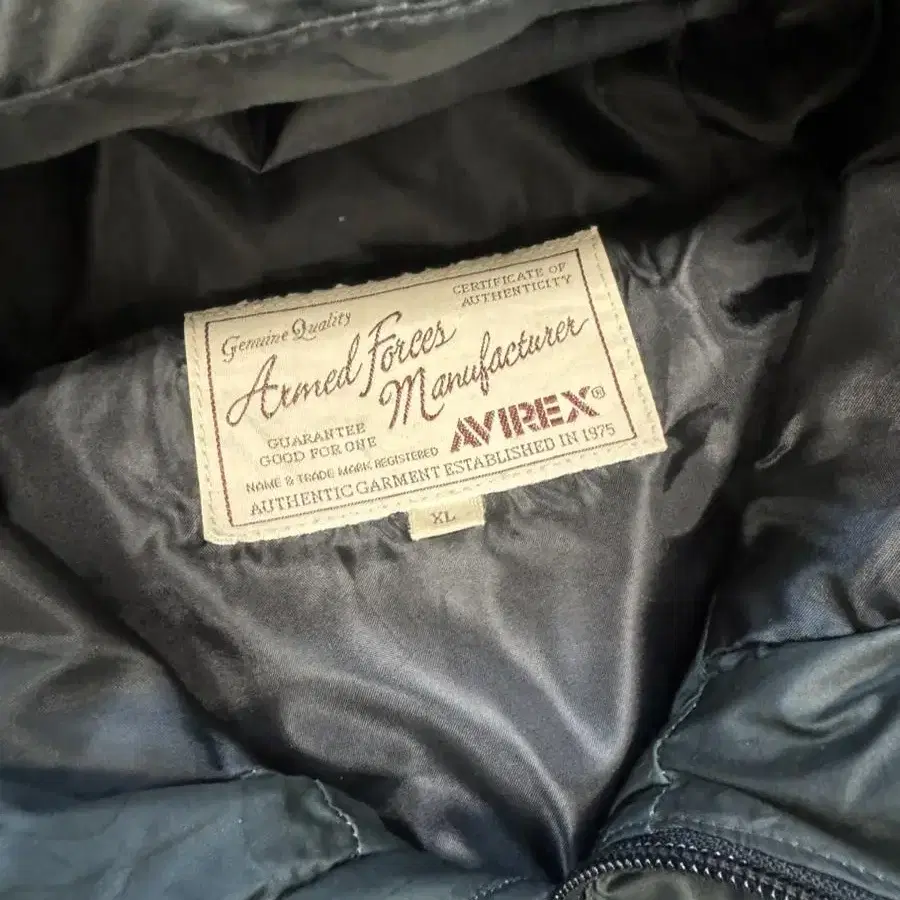 CERTIFICATE OF
AUTHENTICITY
Genuine Quality
Armed Forces
Manufacturer
GUARANTEE
GOOD FOR ONE
AVIREX®
NAME & TRADE MARK REGISTERED
AUTHENTIC GARMENT ESTABLISHED IN 1975
XL